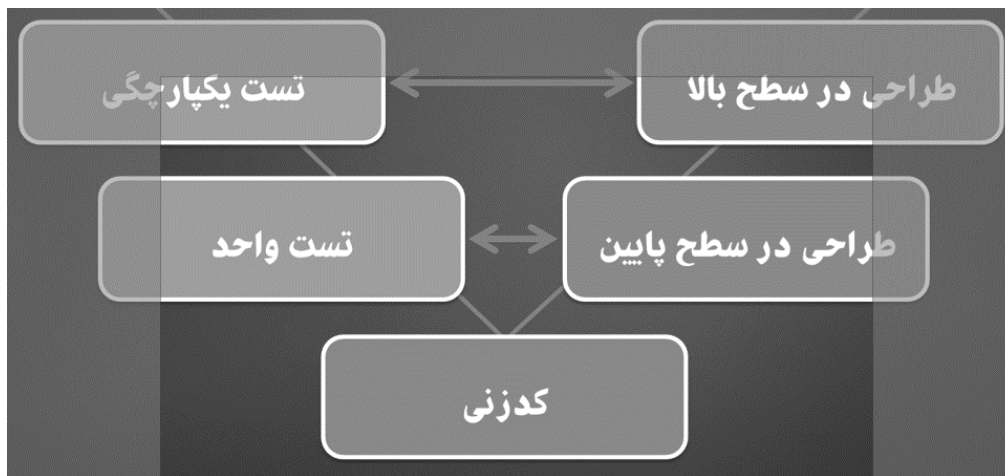 طراحی در سطح بالا
تست یکپارچگی
طراحی در سطح پایین
تست واحد
کدزنی